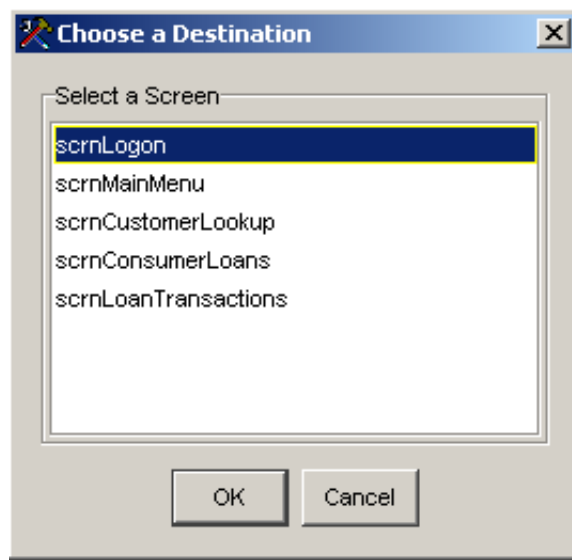 Choose a Destination
Select a Screen
scrnLogon
scrnMainMenu
scrnCustomerLookup
scrnConsumerLoans
scrnLoanTransactions
OK
Cancel